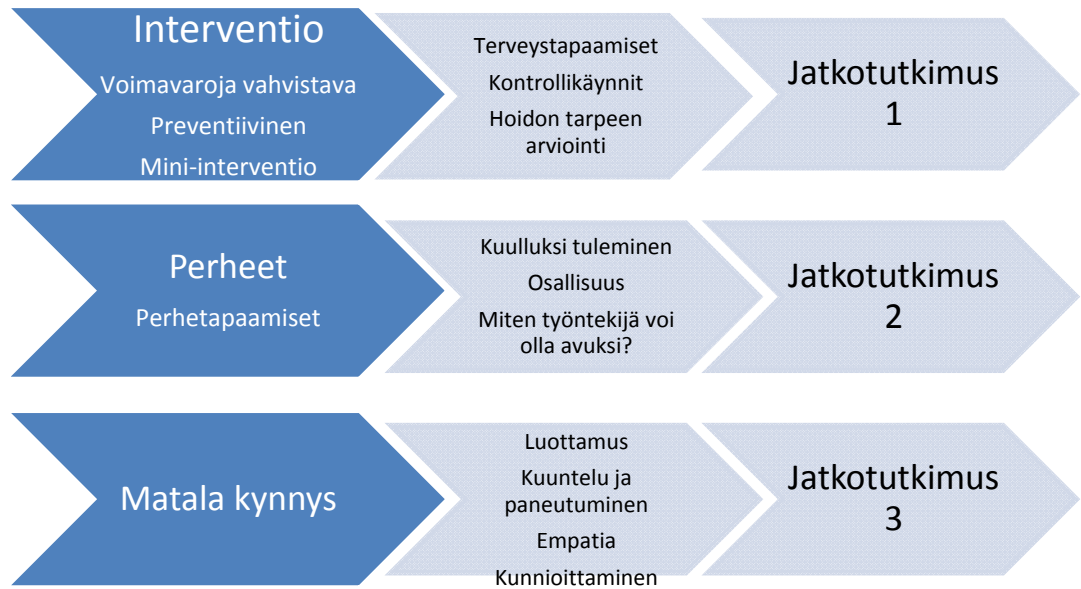 Interventio
Voimavaroja vahvistava
Preventiivinen
Mini-interventio
Terveystapaamiset
Kontrollikäynnit
Hoidon tarpeen
arviointi
Jatkotutkimus
1
Perheet
Perhetapaamiset
Kuulluksi tuleminen
Osallisuus
Miten työntekijä voi
olla avuksi?
Jatkotutkimus
2
Matala kynnys
Luottamus
Kuuntelu ja
paneutuminen
Empatia
Kunnioittaminen
Jatkotutkimus
3